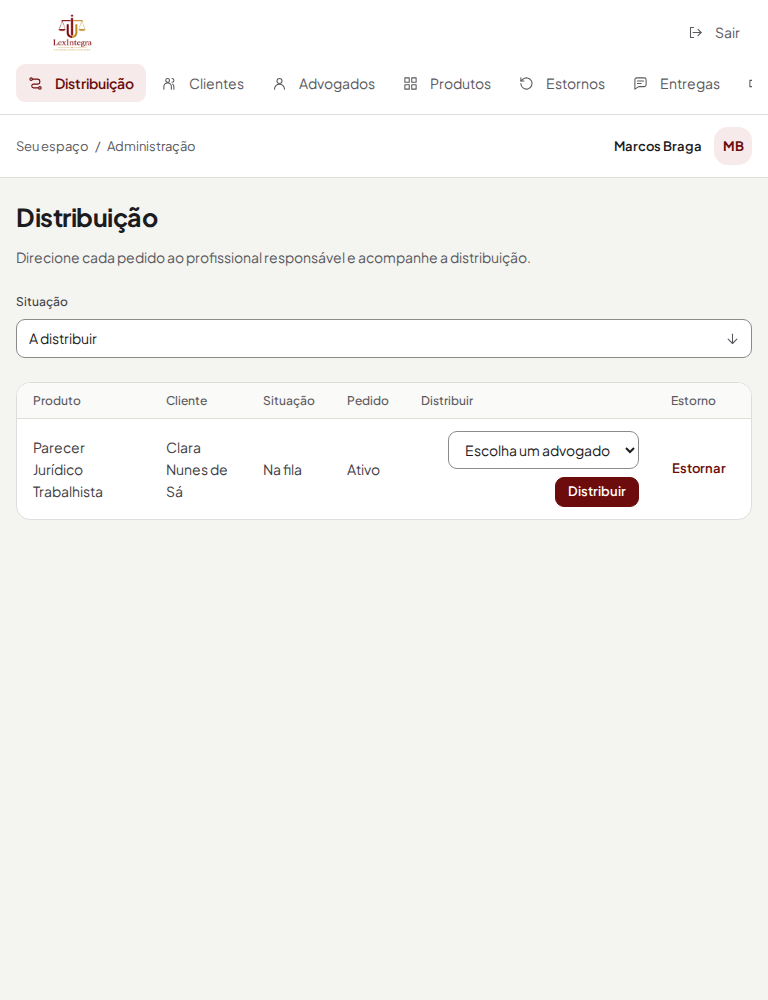 LexIntegra
Sair
Distribuição
Clientes
Advogados
Produtos
Estornos
Entregas
Seu espaço / Administração
Marcos Braga
MB
Distribuição
Direcione cada pedido ao profissional responsável e acompanhe a distribuição.
Situação
A distribuir
Produto
Cliente
Situação
Pedido
Distribuir
Estorno
Parecer
Jurídico
Trabalhista
Clara
Nunes de
Sá
Na fila
Ativo
Escolha um advogado
Distribuir
Estornar